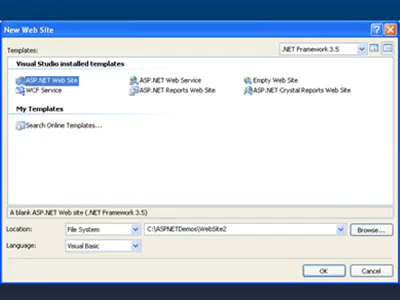 New Web Site
Templates:
.NET Framework 3.5
Visual Studio installed templates
ASP.NET Web Site
ASP.NET Web Service
Empty Web Site
WCF Service
ASP.NET Reports Web Site
ASP.NET Crystal Reports Web Site
My Templates
Search Online Templates...
A blank ASP.NET Web site (.NET Framework 3.5)
Location:
File System
C:\ASPNETDemos\WebSite2
Browse...
Language:
Visual Basic
OK
Cancel